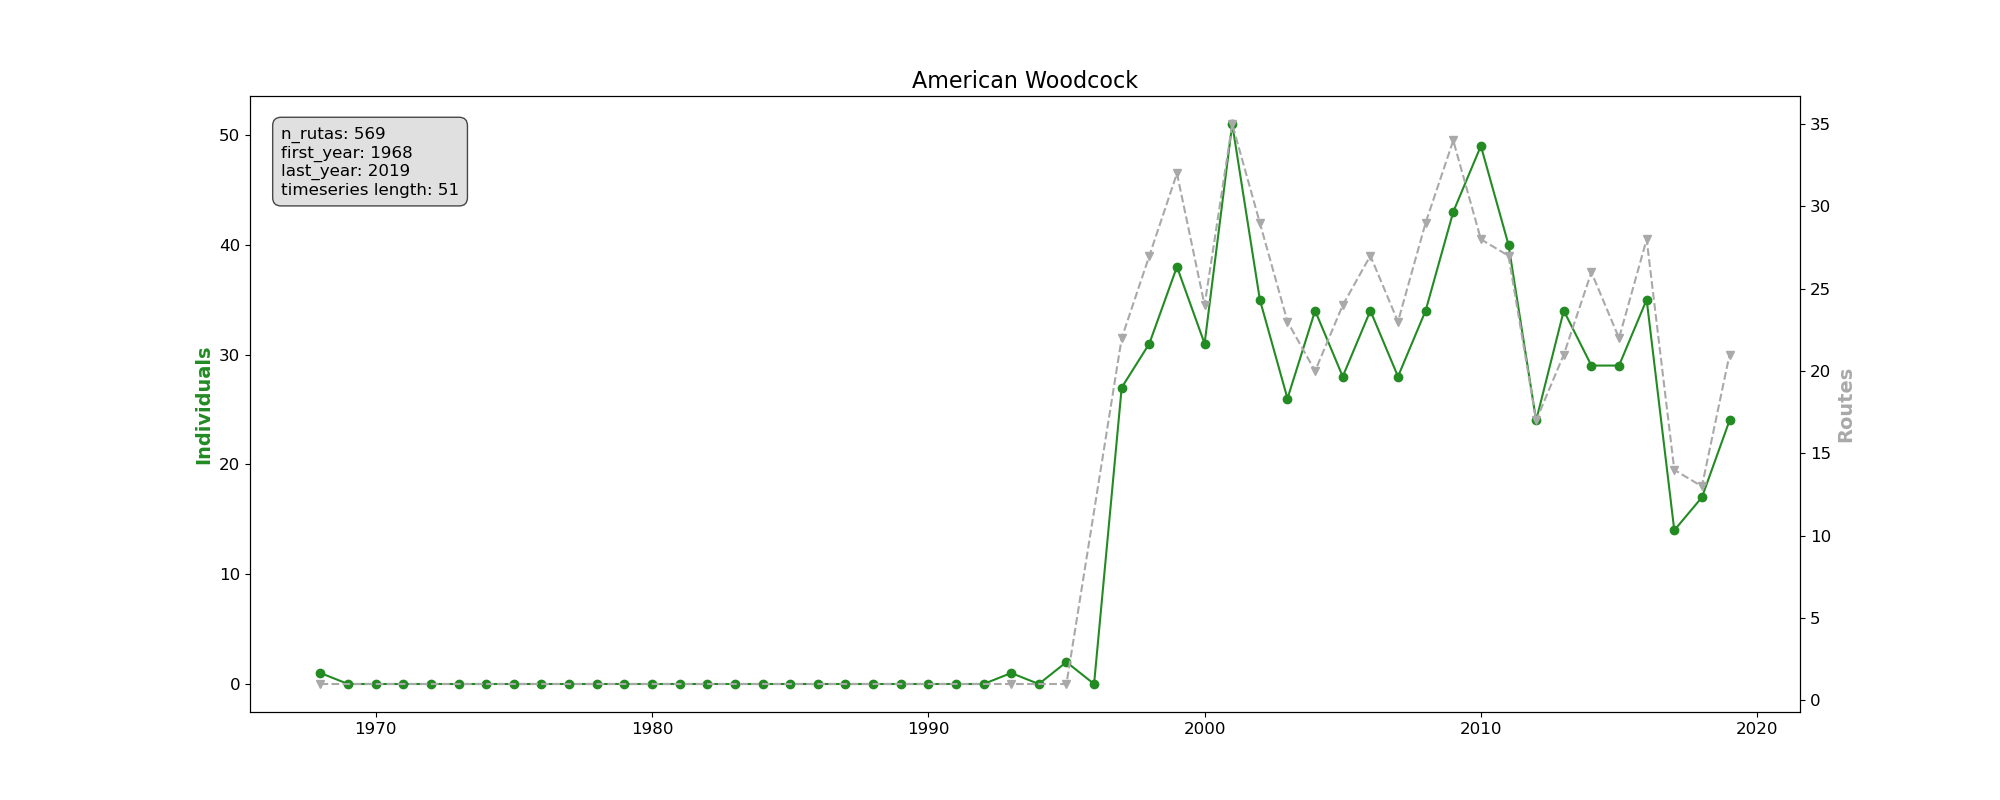 American Woodcock
n_rutas: 569
first_year: 1968
last_year: 2019
timeseries length: 51
50
40
30
20
10
0
Individuals
35
30
25
20
15
10
5
0
Routes
1970 1980 1990 2000 2010 2020